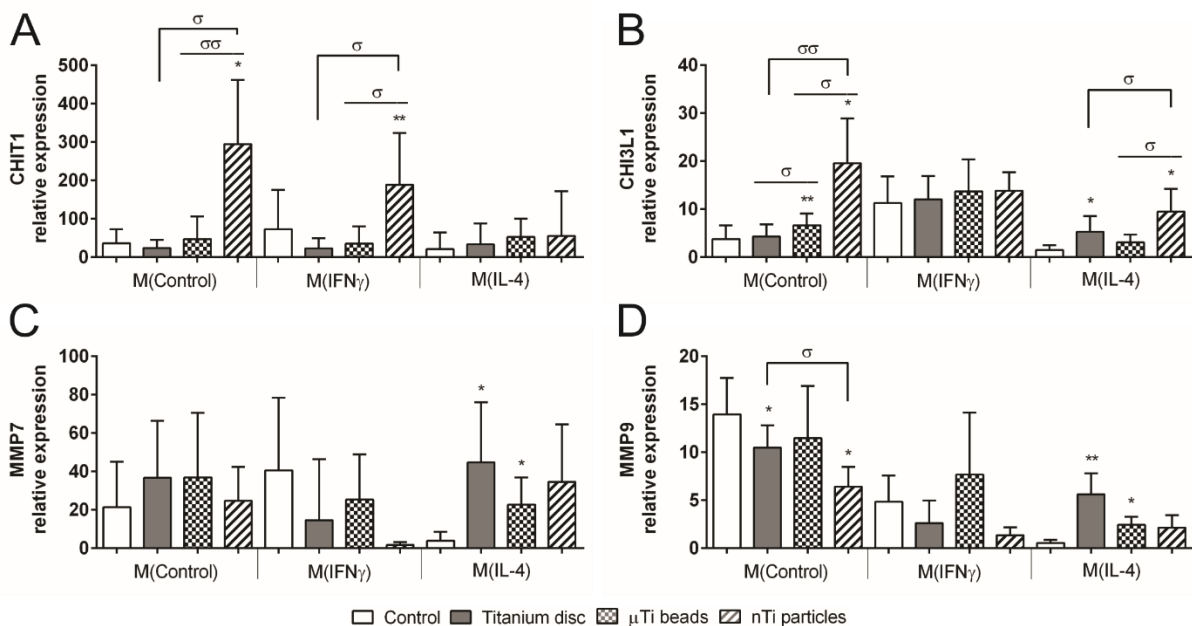 A
CHIT1
relative expression
500
400
300
200
100
0
σ
σσ
*
σ
σ
**
M(Control)
M(IFNγ)
M(IL-4)
B
CHI3L1
relative expression
40
30
20
10
0
σσ
σ
*
σ
**
σ
σ
*
*
M(Control)
M(IFNγ)
M(IL-4)
C
MMP7
relative expression
100
80
60
40
20
0
*
*
M(Control)
M(IFNγ)
M(IL-4)
D
MMP9
relative expression
20
15
10
5
0
σ
*
*
**
*
M(Control)
M(IFNγ)
M(IL-4)
Control Titanium disc μTi beads nTi particles